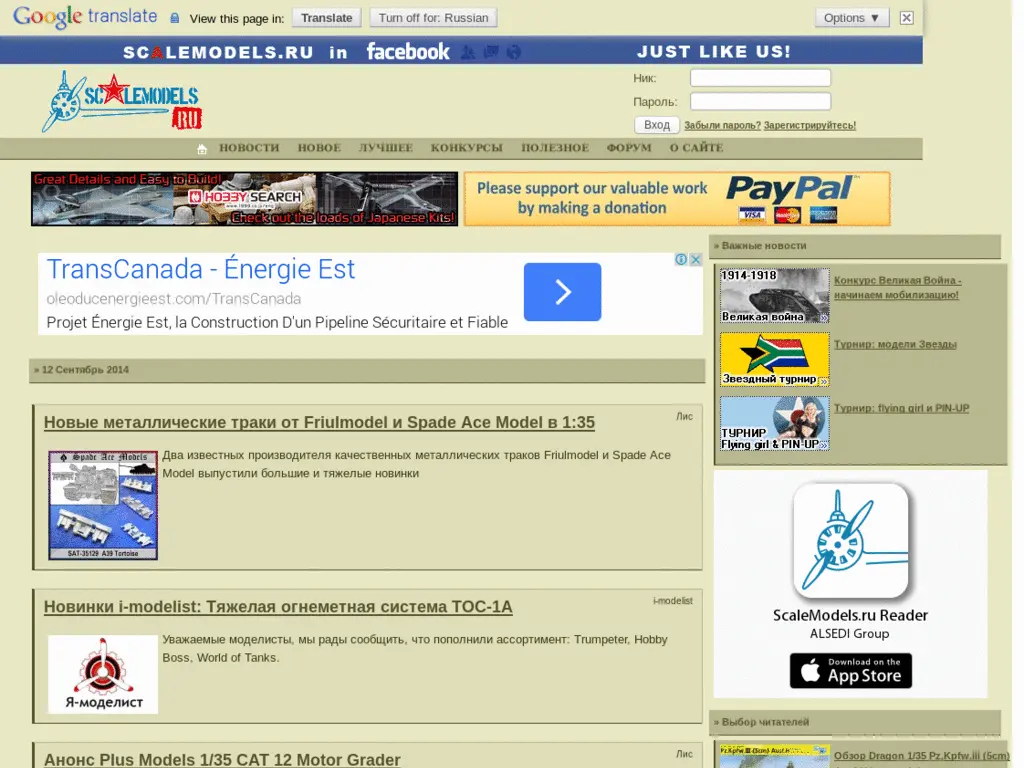 Google translate
View this page in:
Translate
Turn off for: Russian
Options ▼
SCALEMODELS.RU in facebook
JUST LIKE US!
SCALEMODELS
.RU
Ник:
Пароль:
Вход
Забыли пароль? Зарегистрируйтесь!
НОВОСТИ
НОВОЕ
ЛУЧШЕЕ
КОНКУРСЫ
ПОЛЕЗНОЕ
ФОРУМ
О САЙТЕ
Great Details and Easy to Build!
HOBBY SEARCH
Check out the loads of Japanese Kits!
Please support our valuable work
by making a donation
PayPal
VISA
MasterCard
TransCanada - Énergie Est
oleoducenergieest.com/TransCanada
Projet Énergie Est, la Construction D'un Pipeline Sécuritaire et Fiable
» 12 Сентябрь 2014
Новые металлические траки от Friulmodel и Spade Ace Model в 1:35
Лис
Spade Ace Models
SAT-35129 A39 Tortoise
Два известных производителя качественных металлических траков Friulmodel и Spade Ace
Model выпустили большие и тяжелые новинки
Новинки i-modelist: Тяжелая огнеметная система ТОС-1А
i-modelist
Я-моделист
Уважаемые моделисты, мы рады сообщить, что пополнили ассортимент: Trumpeter, Hobby
Boss, World of Tanks.
Анонс Plus Models 1/35 CAT 12 Motor Grader
Лис
» Важные новости
1914-1918
Великая война »
Конкурс Великая Война -
начинаем мобилизацию!
Звездный турнир »
Турнир: модели Звезды
ТУРНИР
Flying girl & PIN-UP »
Турнир: flying girl и PIN-UP
ScaleModels.ru Reader
ALSEDI Group
Download on the
App Store
» Выбор читателей
Обзор Dragon 1/35 Pz.Kpfw.iii (5cm)